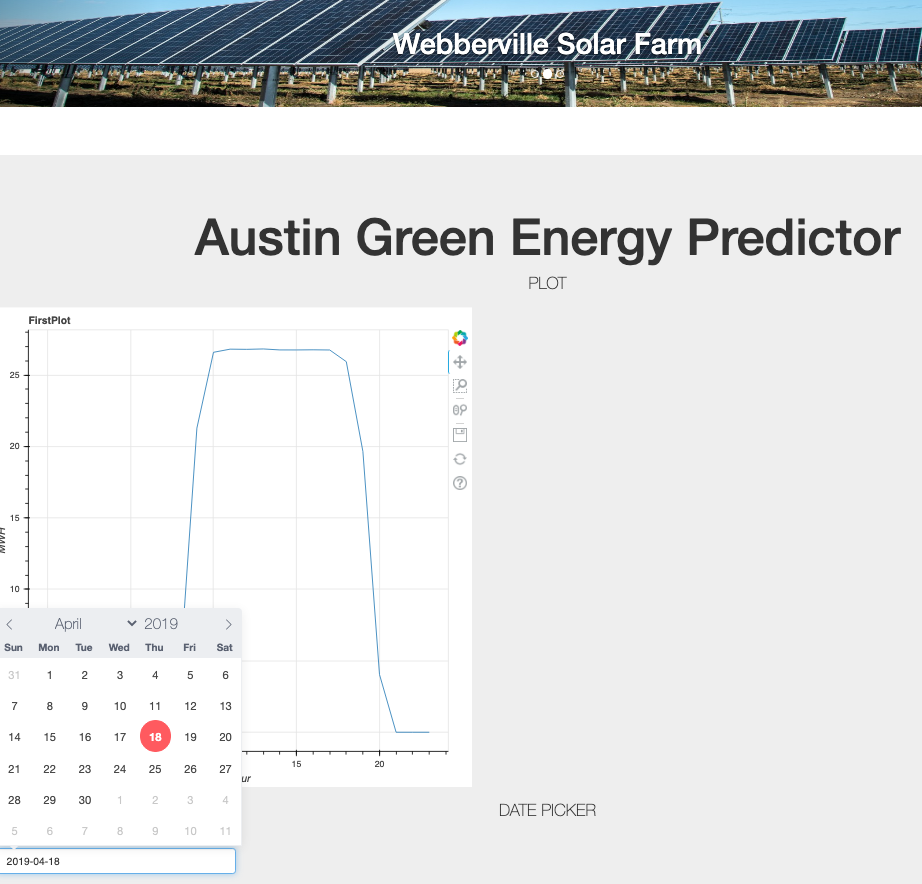 Webberville Solar Farm
Austin Green Energy Predictor
PLOT
FirstPlot
25
20
15
10
MWH
April 2019
Sun Mon Tue Wed Thu Fri Sat
31 1 2 3 4 5 6
7 8 9 10 11 12 13
14 15 16 17 18 19 20
21 22 23 24 25 26 27
28 29 30 1 2 3 4
5 6 7 8 9 10 11
15 20
ur
DATE PICKER
2019-04-18